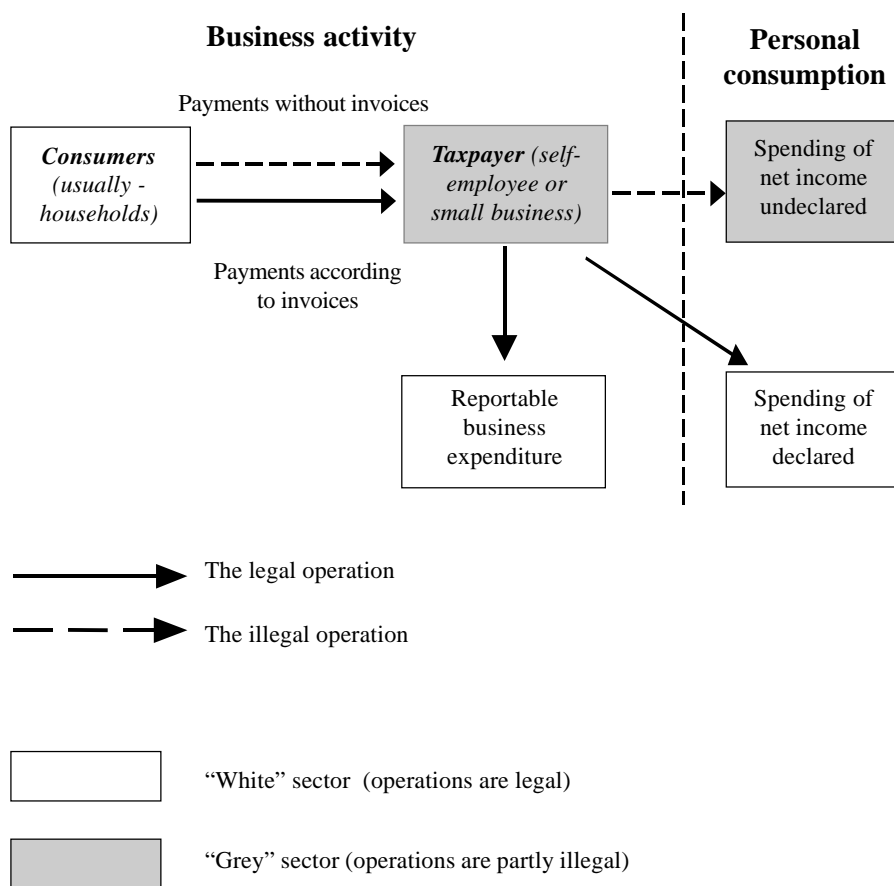 Business activity
Personal
consumption
Payments without invoices
Consumers
(usually -
households)
Taxpayer (self-
employee or
small business)
Spending of
net income
undeclared
Payments according
to invoices
Reportable
business
expenditure
Spending of
net income
declared
The legal operation
The illegal operation
“White” sector (operations are legal)
“Grey” sector (operations are partly illegal)